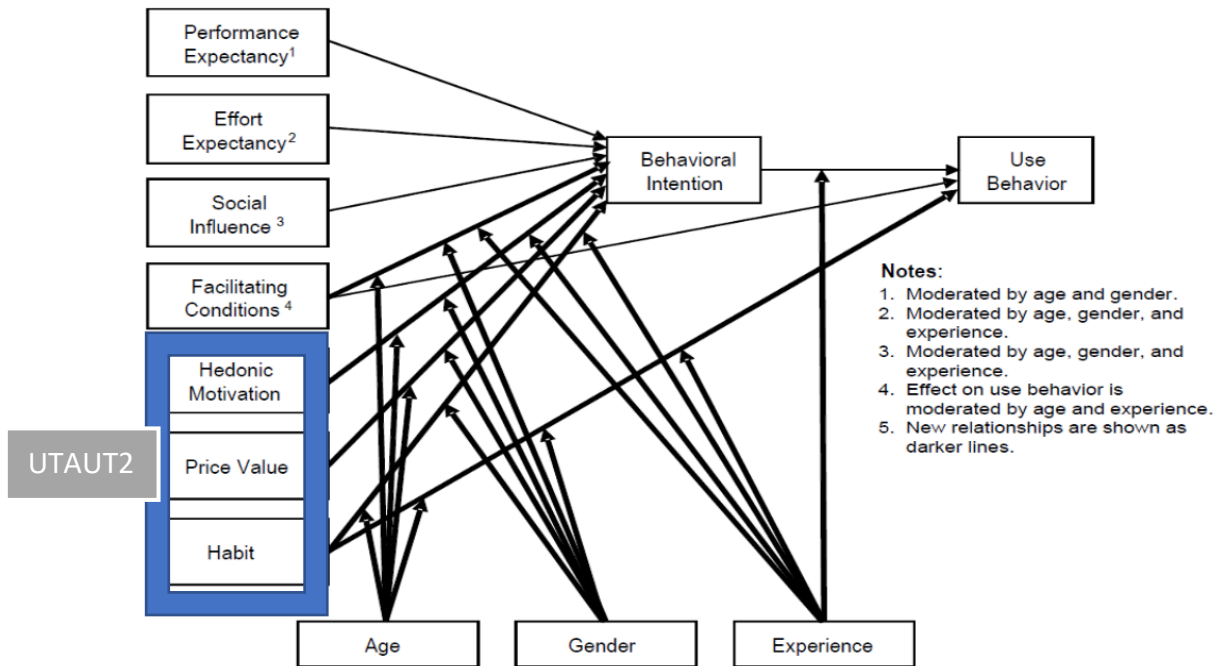 Performance
Expectancy1
Effort
Expectancy2
Social
Influence 3
Facilitating
Conditions 4
Hedonic
Motivation
Price Value
Habit
UTAUT2
Behavioral
Intention
Use
Behavior
Notes:
1. Moderated by age and gender.
2. Moderated by age, gender, and
experience.
3. Moderated by age, gender, and
experience.
4. Effect on use behavior is
moderated by age and experience.
5. New relationships are shown as
darker lines.
Age
Gender
Experience